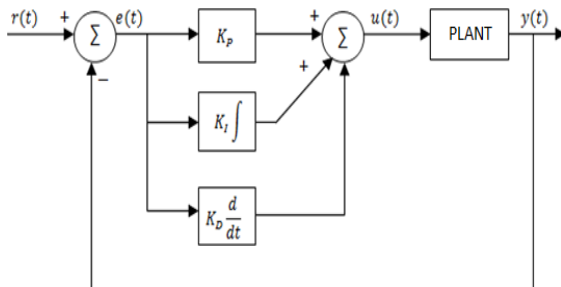 r(t)
+
Σ
−
e(t)
K_P
+
Σ
u(t)
PLANT
y(t)
+
K_I ∫
K_D d/dt